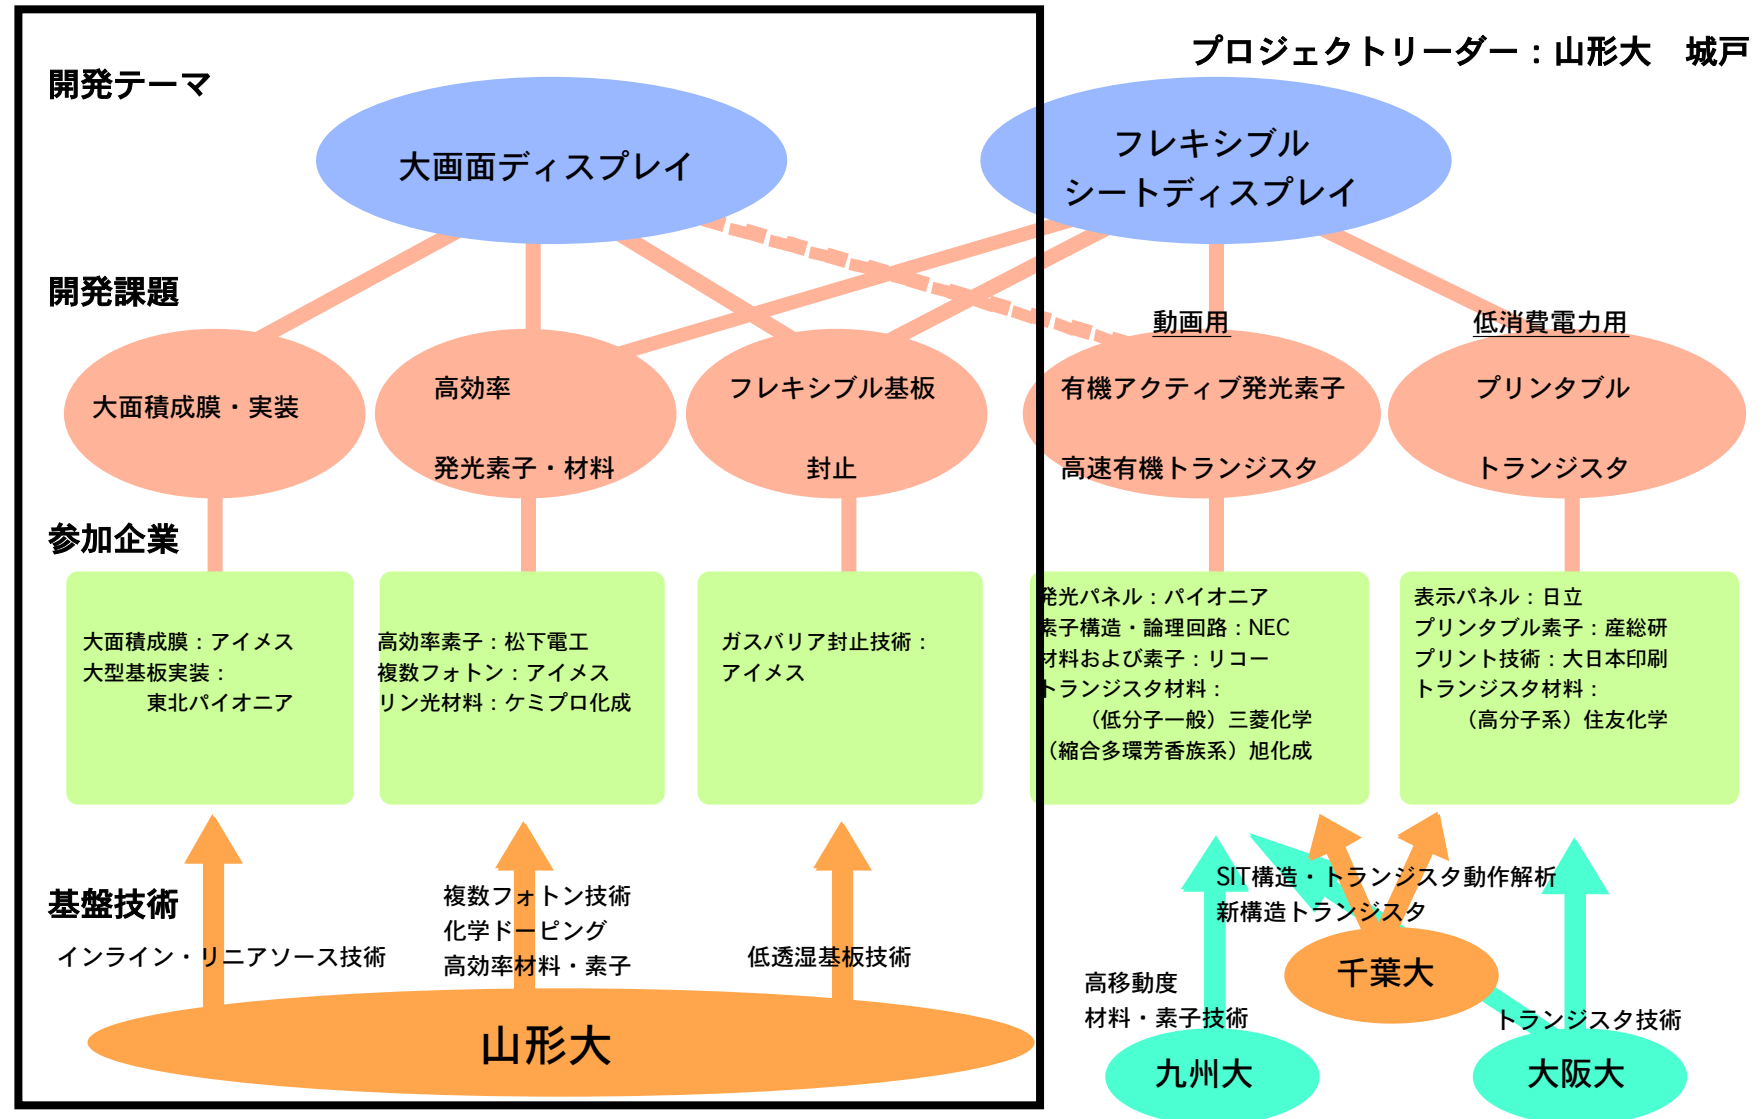 プロジェクトリーダー：山形大　城戸
開発テーマ
大画面ディスプレイ
フレキシブル
シートディスプレイ
開発課題
動画用
低消費電力用
大面積成膜・実装
高効率
発光素子・材料
フレキシブル基板
封止
有機アクティブ発光素子
高速有機トランジスタ
プリンタブル
トランジスタ
参加企業
大面積成膜：アイメス
大型基板実装：
東北パイオニア
高効率素子：松下電工
複数フォトン：アイメス
リン光材料：ケミプロ化成
ガスバリア封止技術：
アイメス
発光パネル：パイオニア
素子構造・論理回路：NEC
材料および素子：リコー
トランジスタ材料：
（低分子一般）三菱化学
（縮合多環芳香族系）旭化成
表示パネル：日立
プリンタブル素子：産総研
プリント技術：大日本印刷
トランジスタ材料：
（高分子系）住友化学
基盤技術
インライン・リニアソース技術
複数フォトン技術
化学ドーピング
高効率材料・素子
低透湿基板技術
SIT構造・トランジスタ動作解析
新構造トランジスタ
千葉大
高移動度
材料・素子技術
トランジスタ技術
山形大
九州大
大阪大